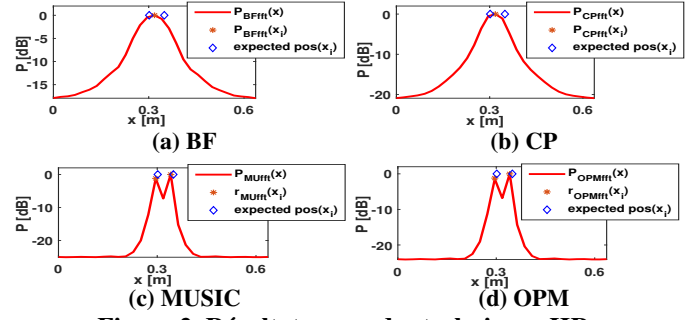 P_BFfft(x)
P_BFfft(x_i)
expected pos(x_i)
P [dB]
0
-5
-10
-15
0
0.3
0.6
x [m]
(a) BF
P_CPfft(x)
P_CPfft(x_i)
expected pos(x_i)
P [dB]
0
-10
-20
0
0.3
0.6
x [m]
(b) CP
P_MUfft(x)
r_MUfft(x_i)
expected pos(x_i)
P [dB]
0
-10
-20
0
0.3
0.6
x [m]
(c) MUSIC
P_OPMfft(x)
r_OPMfft(x_i)
expected pos(x_i)
P [dB]
0
-10
-20
0
0.3
0.6
x [m]
(d) OPM